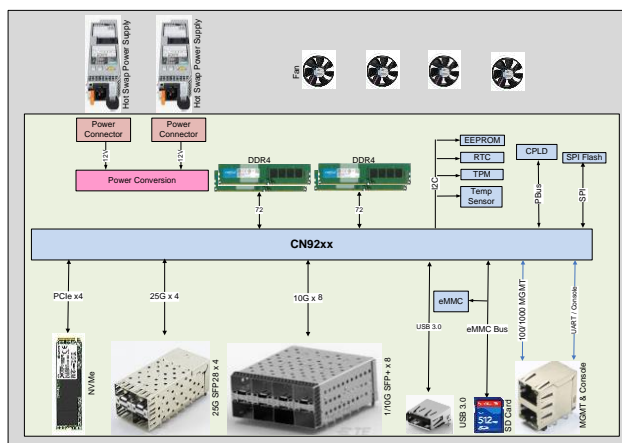 Hot Swap Power Supply
Hot Swap Power Supply
Fan
Power
Connector
Power
Connector
12V
12V
Power Conversion
DDR4
DDR4
72
72
I2C
EEPROM
RTC
TPM
Temp
Sensor
CPLD
PBus
SPI Flash
SPI
CN92xx
PCIe x4
25G x 4
10G x 8
USB 3.0
eMMC
eMMC Bus
100/1000 MGMT
UART / Console
NVMe
25G SFP28 x 4
1/10G SFP+ x 8
USB 3.0
512
SD Card
MGMT & Console